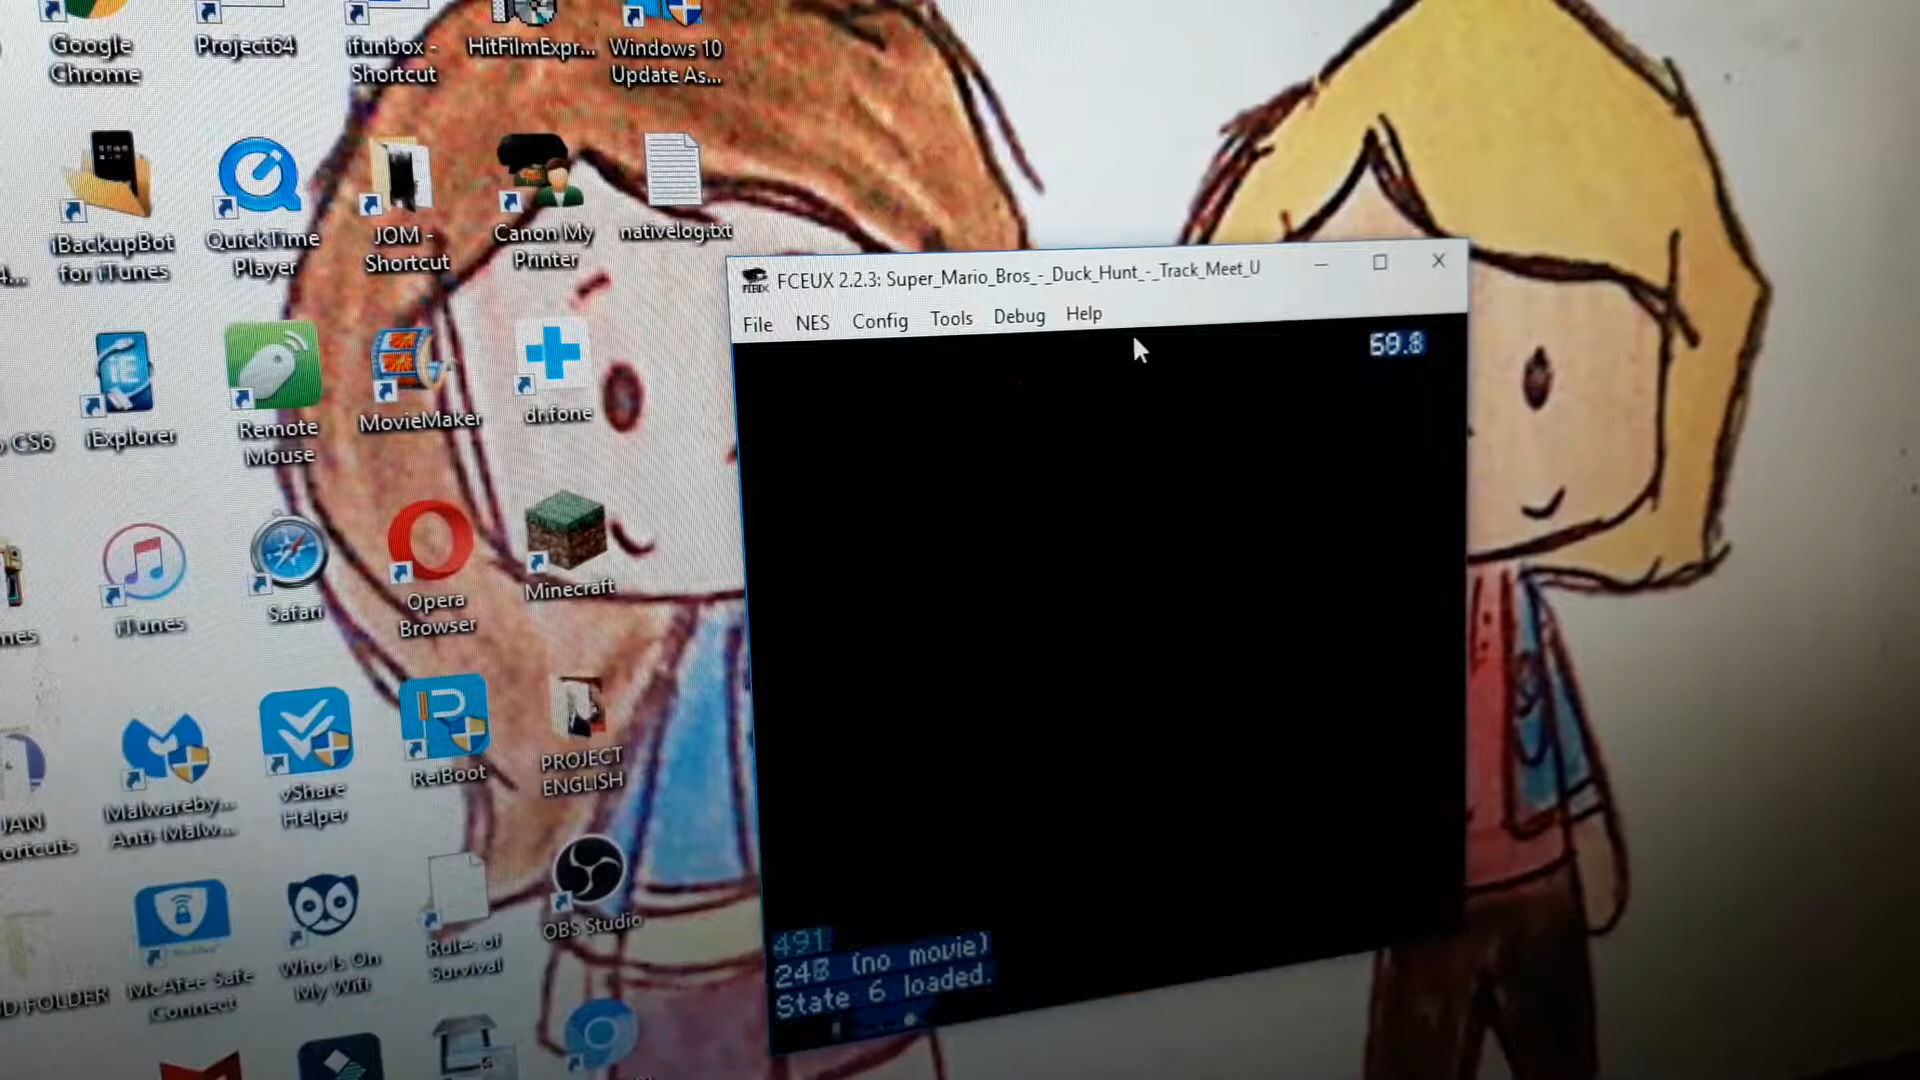 Google
Chrome
Project64
ifunbox -
Shortcut
HitFilmExpr...
Windows 10
Update As...
iBackupBot
for iTunes
QuickTime
Player
JOM -
Shortcut
Canon My
Printer
nativelog.txt
FCEUX 2.2.3: Super_Mario_Bros_-_Duck_Hunt_-_Track_Meet_U
File NES Config Tools Debug Help
CS6
iExplorer
Remote
Mouse
MovieMaker
dr.fone
iTunes
Safari
Opera
Browser
Minecraft
Malwareby...
Anti-Malw...
vShare
Helper
ReiBoot
PROJECT
ENGLISH
D FOLDER
McAfee Safe
Connect
Who Is On
My Wifi
Rules of
Survival
OBS Studio
491
(no movie)
State 6 loaded.